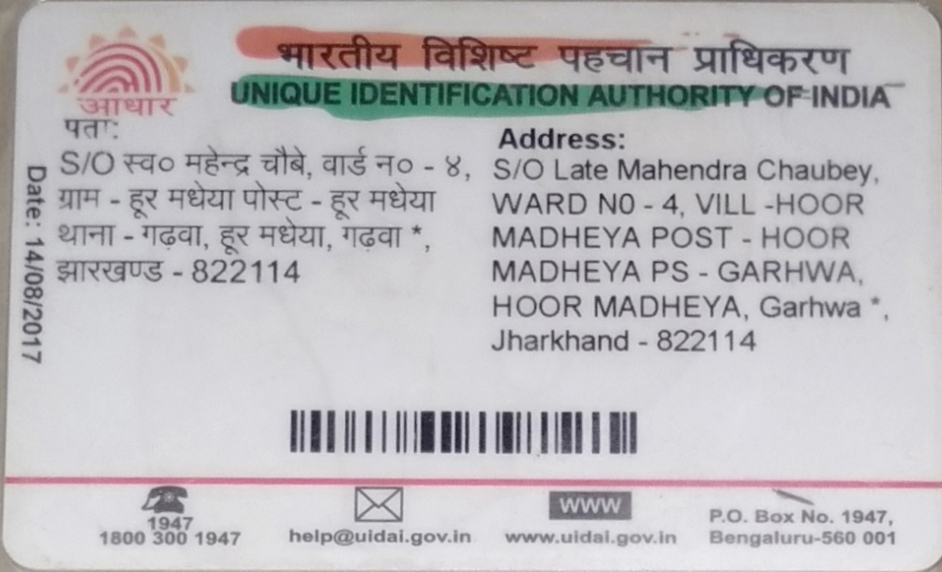 भारतीय विशिष्ट पहचान प्राधिकरण
UNIQUE IDENTIFICATION AUTHORITY OF INDIA
आधार
पता:
S/O स्व० महेन्द्र चौबे, वार्ड न० - ४,
ग्राम - हूर मधेया पोस्ट - हूर मधेया
थाना - गढ़वा, हूर मधेया, गढ़वा *,
झारखण्ड - 822114
Address:
S/O Late Mahendra Chaubey,
WARD N0 - 4, VILL -HOOR
MADHEYA POST - HOOR
MADHEYA PS - GARHWA,
HOOR MADHEYA, Garhwa *,
Jharkhand - 822114
Date: 14/08/2017
1947
1800 300 1947
help@uidai.gov.in
WWW
www.uidai.gov.in
P.O. Box No. 1947,
Bengaluru-560 001